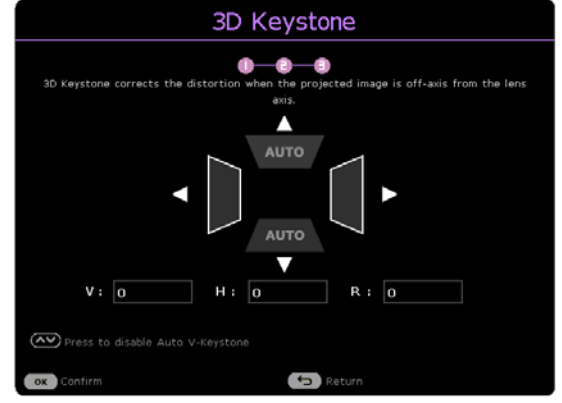 3D Keystone
1 2 3
3D Keystone corrects the distortion when the projected image is off-axis from the lens
axis.
AUTO
AUTO
V: 0 H: 0 R: 0
Press to disable Auto V-Keystone
OK Confirm Return